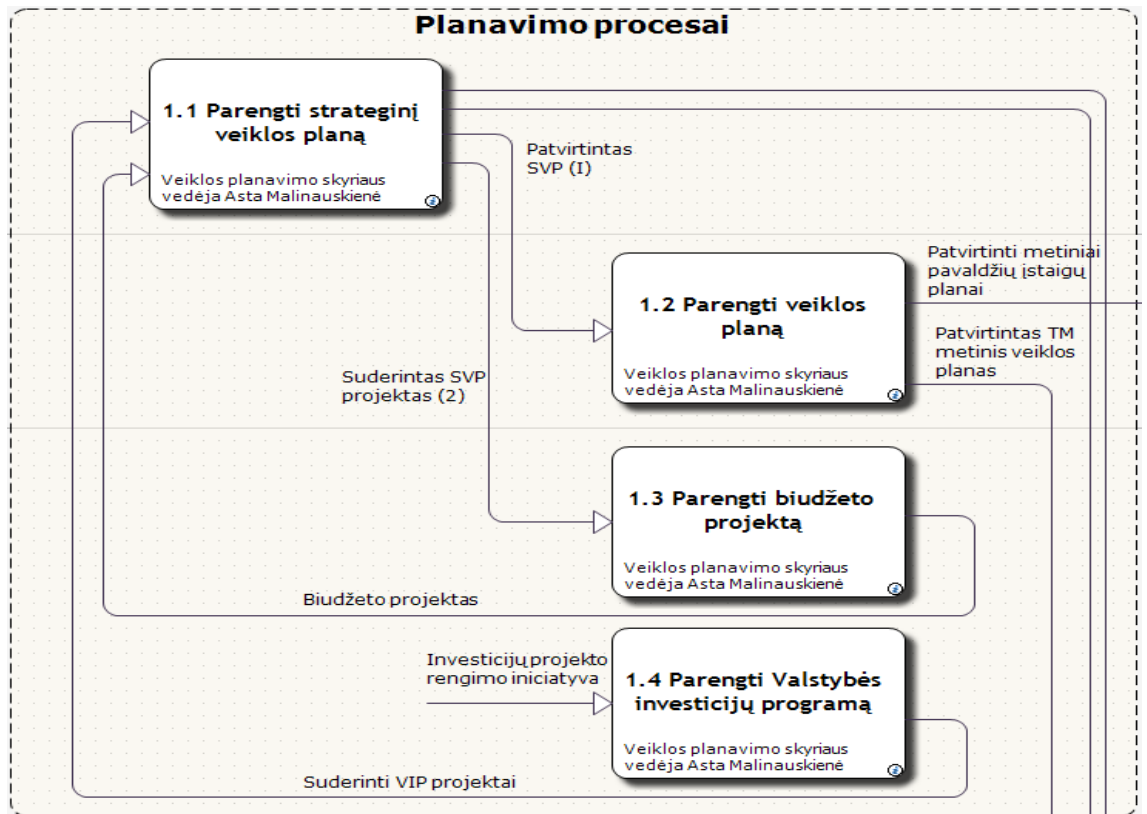 Planavimo procesai
1.1 Parengti strateginį
veiklos planą
Veiklos planavimo skyriaus
vedėja Asta Malinauskienė
Patvirtintas
SVP (I)
Patvirtinti metiniai
pavaldžių įstaigų
planai
1.2 Parengti veiklos
planą
Veiklos planavimo skyriaus
vedėja Asta Malinauskienė
Patvirtintas TM
metinis veiklos
planas
Suderintas SVP
projektas (2)
1.3 Parengti biudžeto
projektą
Veiklos planavimo skyriaus
vedėja Asta Malinauskienė
Biudžeto projektas
Investicijų projekto
rengimo iniciatyva
1.4 Parengti Valstybės
investicijų programą
Veiklos planavimo skyriaus
vedėja Asta Malinauskienė
Suderinti VIP projektai